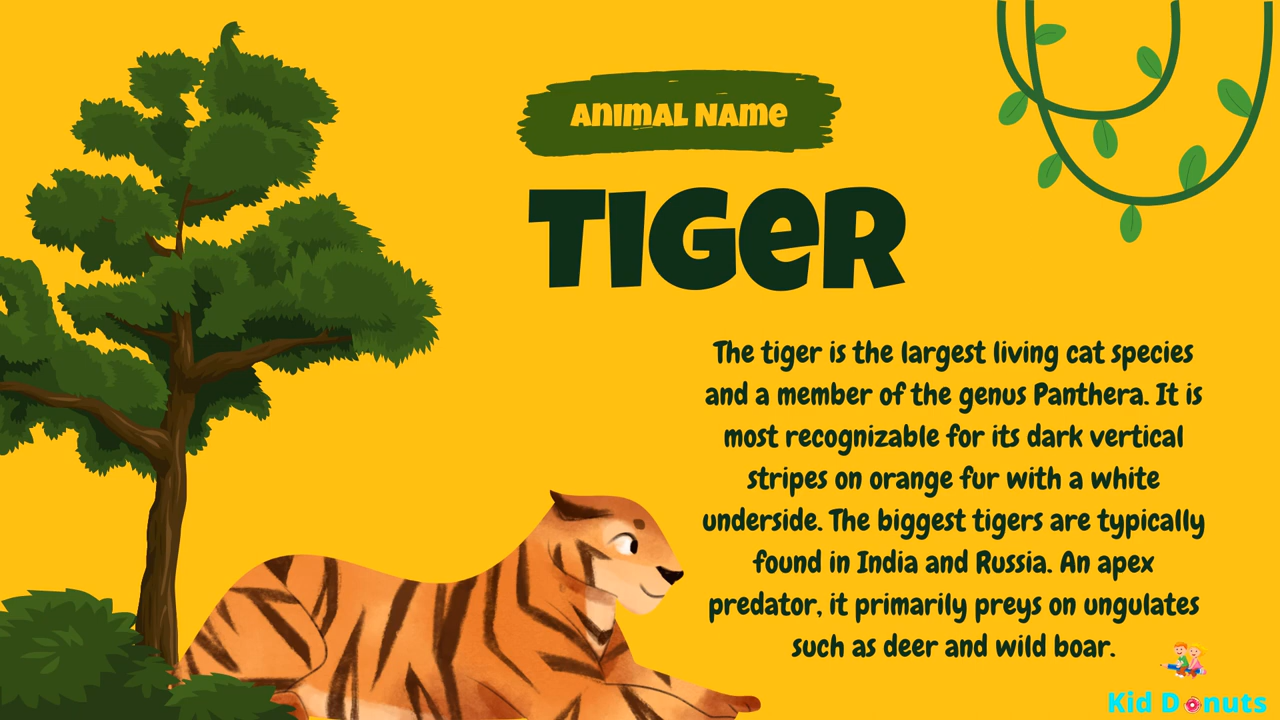 ANIMAL NAME
TIGER
The tiger is the largest living cat species
and a member of the genus Panthera. It is
most recognizable for its dark vertical
stripes on orange fur with a white
underside. The biggest tigers are typically
found in India and Russia. An apex
predator, it primarily preys on ungulates
such as deer and wild boar.
Kid Donuts